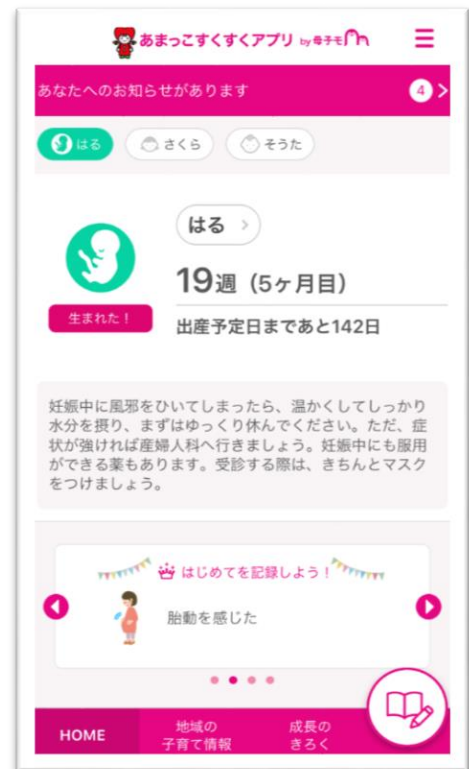 あまっこすくすくアプリ by 母子モ
あなたへのお知らせがあります 4
はる さくら そうた
はる
19週（5ヶ月目）
生まれた！
出産予定日まであと142日
妊娠中に風邪をひいてしまったら、温かくしてしっかり
水分を摂り、まずはゆっくり休んでください。ただ、症
状が強ければ産婦人科へ行きましょう。妊娠中にも服用
ができる薬もあります。受診する際は、きちんとマスク
をつけましょう。
はじめてを記録しよう！
胎動を感じた
HOME
地域の
子育て情報
成長の
きろく